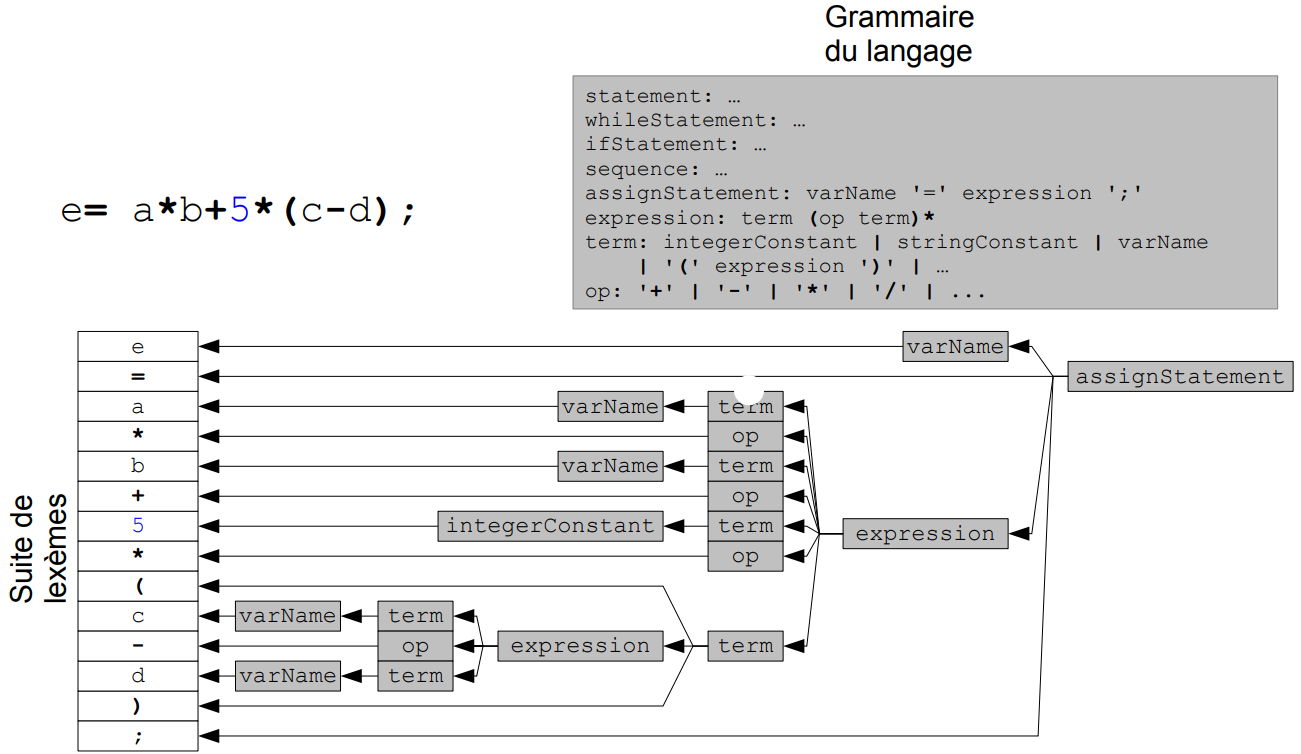 Grammaire
du langage
statement: …
whileStatement: …
ifStatement: …
sequence: …
assignStatement: varName '=' expression ';'
expression: term (op term)*
term: integerConstant | stringConstant | varName
| '(' expression ')' | …
op: '+' | '-' | '*' | '/' | ...
e= a*b+5*(c-d);
Suite de
lexèmes
e varName
= assignStatement
a varName term
* op
b varName term
+ op
5 integerConstant term
expression
* op
(
c varName term
- op expression term
d varName term
)
;